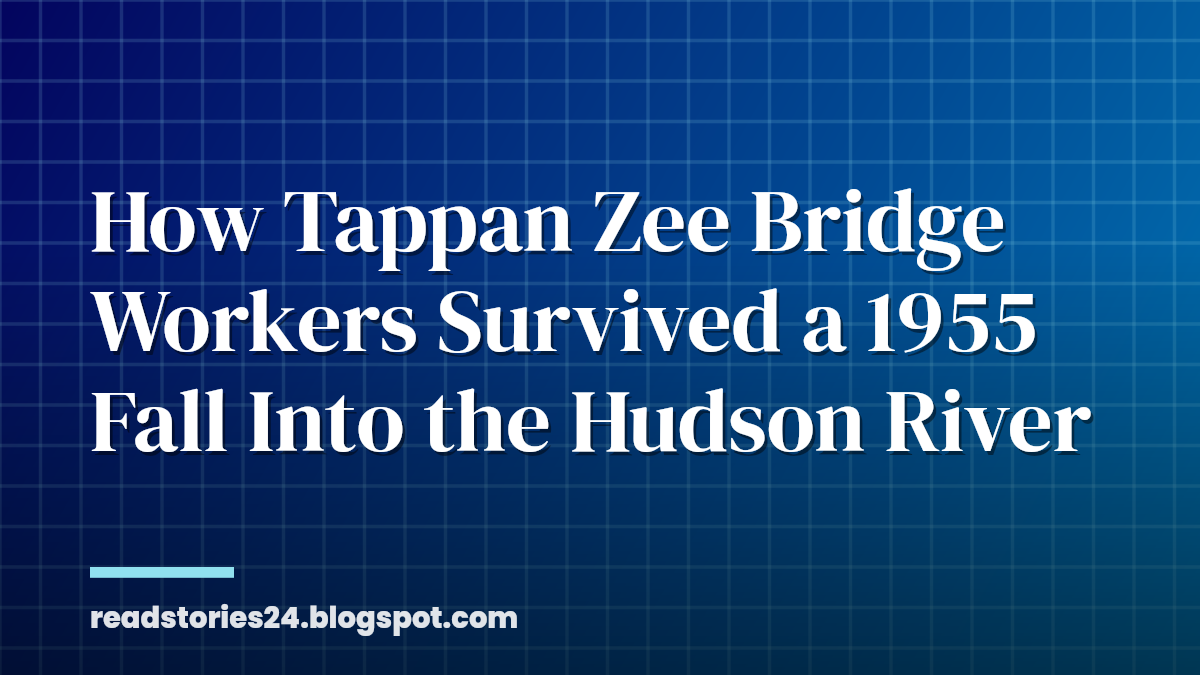 How Tappan Zee Bridge
Workers Survived a 1955
Fall Into the Hudson River
readstories24.blogspot.com